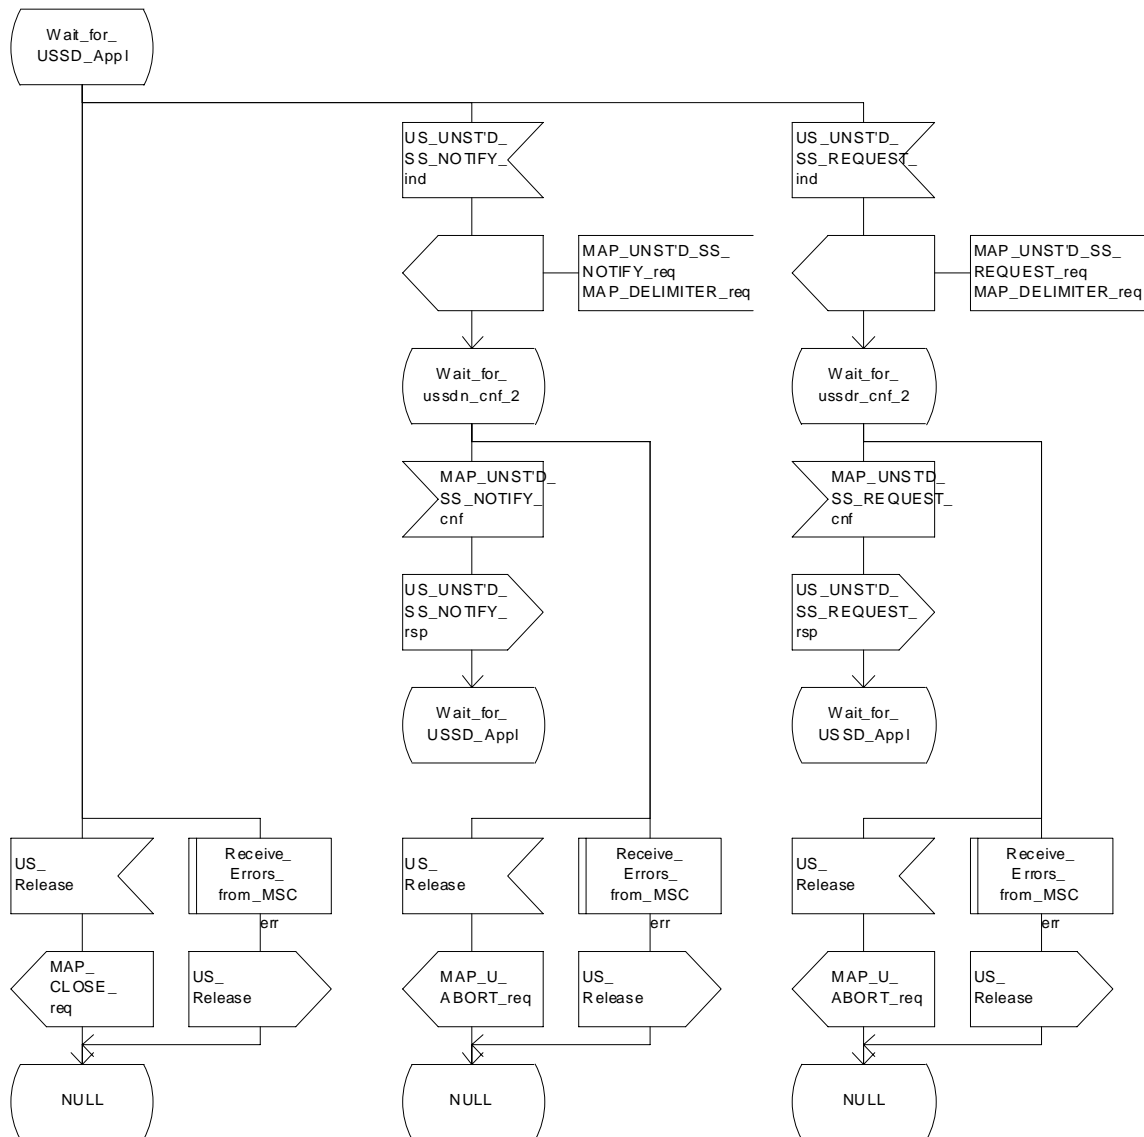 Wait_for_
USSD_Appl
US_UNST'D_
SS_NOTIFY_
ind
US_UNST'D_
SS_REQUEST_
ind
MAP_UNST'D_SS_
NOTIFY_req
MAP_DELIMITER_req
MAP_UNST'D_SS_
REQUEST_req
MAP_DELIMITER_req
Wait_for_
ussdn_cnf_2
Wait_for_
ussdr_cnf_2
MAP_UNST'D_
SS_NOTIFY_
cnf
MAP_UNST'D_
SS_REQUEST_
cnf
US_UNST'D_
SS_NOTIFY_
rsp
US_UNST'D_
SS_REQUEST_
rsp
Wait_for_
USSD_Appl
Wait_for_
USSD_Appl
US_
Release
Receive_
Errors_
from_MSC
err
US_
Release
Receive_
Errors_
from_MSC
err
US_
Release
Receive_
Errors_
from_MSC
err
MAP_
CLOSE_
req
US_
Release
MAP_U_
ABORT_req
US_
Release
MAP_U_
ABORT_req
US_
Release
NULL
NULL
NULL